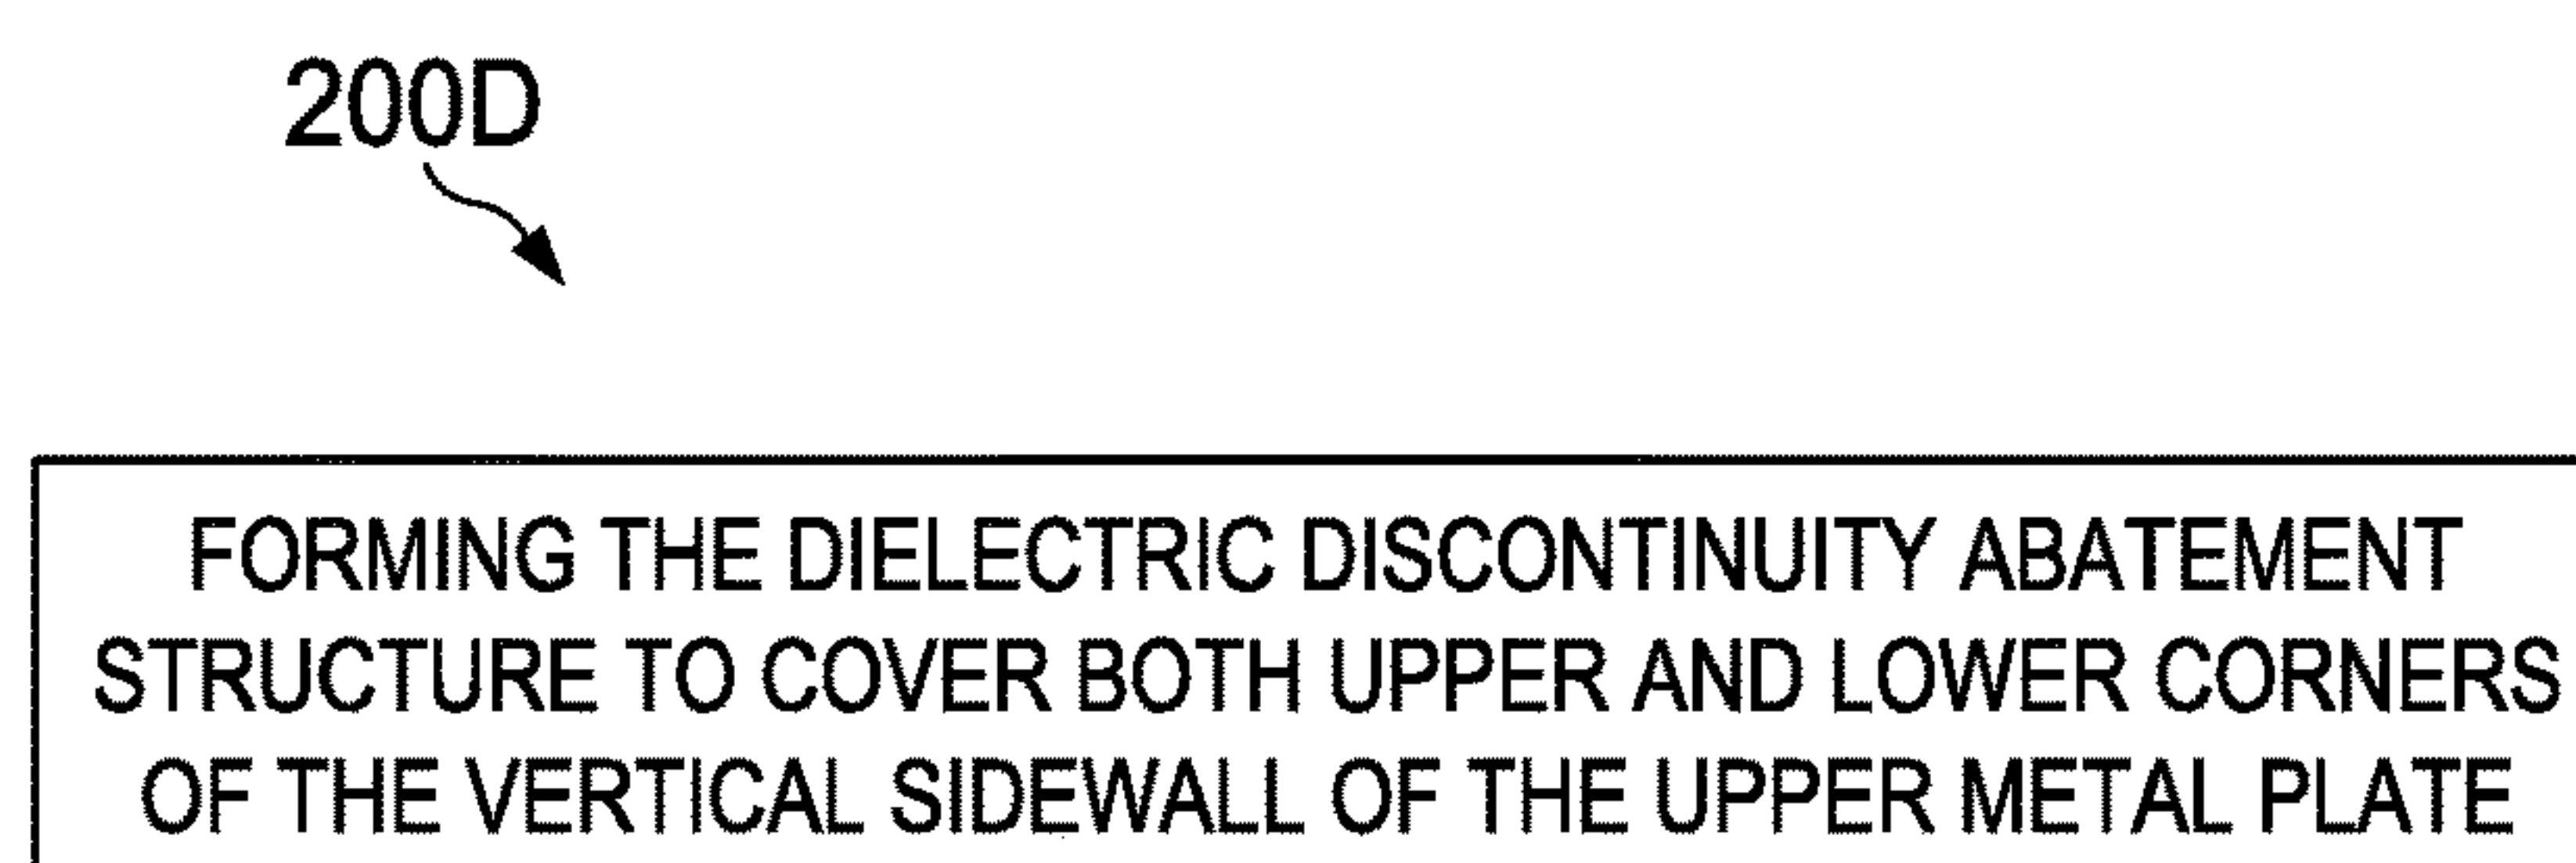 200D
FORMING THE DIELECTRIC DISCONTINUITY ABATEMENT
STRUCTURE TO COVER BOTH UPPER AND LOWER CORNERS
OF THE VERTICAL SIDEWALL OF THE UPPER METAL PLATE